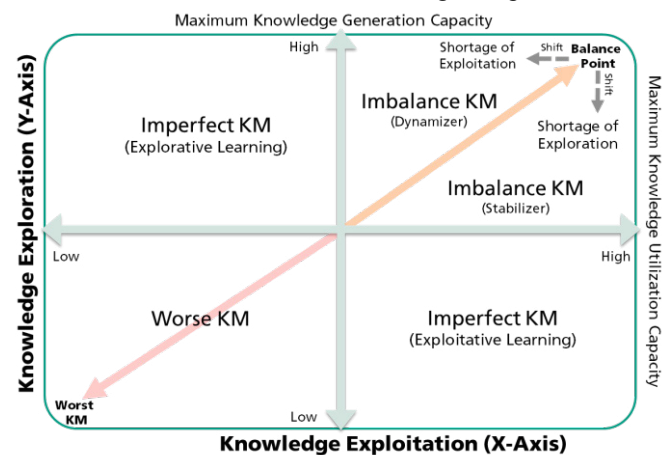 Maximum Knowledge Generation Capacity
High
Shortage of
Exploitation
Shift
Balance
Point
Shift
Shortage of
Exploration
Imbalance KM
(Dynamizer)
Imperfect KM
(Explorative Learning)
Imbalance KM
(Stabilizer)
Maximum Knowledge Utilization Capacity
Knowledge Exploration (Y-Axis)
Low
High
Worse KM
Imperfect KM
(Exploitative Learning)
Worst
KM
Low
Knowledge Exploitation (X-Axis)